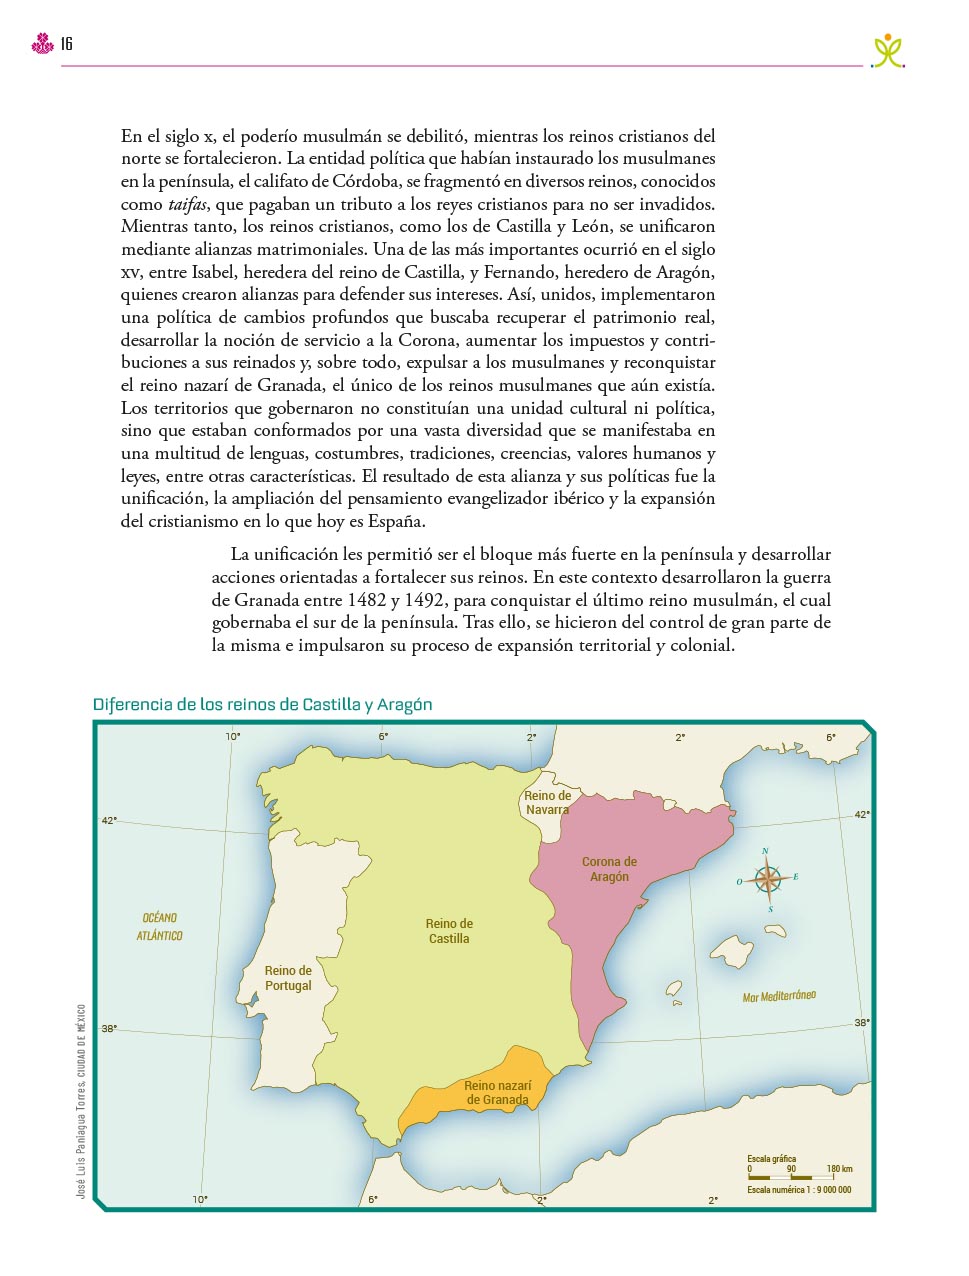 16
En el siglo x, el poderío musulmán se debilitó, mientras los reinos cristianos del
norte se fortalecieron. La entidad política que habían instaurado los musulmanes
en la península, el califato de Córdoba, se fragmentó en diversos reinos, conocidos
como taifas, que pagaban un tributo a los reyes cristianos para no ser invadidos.
Mientras tanto, los reinos cristianos, como los de Castilla y León, se unificaron
mediante alianzas matrimoniales. Una de las más importantes ocurrió en el siglo
xv, entre Isabel, heredera del reino de Castilla, y Fernando, heredero de Aragón,
quienes crearon alianzas para defender sus intereses. Así, unidos, implementaron
una política de cambios profundos que buscaba recuperar el patrimonio real,
desarrollar la noción de servicio a la Corona, aumentar los impuestos y contri-
buciones a sus reinados y, sobre todo, expulsar a los musulmanes y reconquistar
el reino nazarí de Granada, el único de los reinos musulmanes que aún existía.
Los territorios que gobernaron no constituían una unidad cultural ni política,
sino que estaban conformados por una vasta diversidad que se manifestaba en
una multitud de lenguas, costumbres, tradiciones, creencias, valores humanos y
leyes, entre otras características. El resultado de esta alianza y sus políticas fue la
unificación, la ampliación del pensamiento evangelizador ibérico y la expansión
del cristianismo en lo que hoy es España.
La unificación les permitió ser el bloque más fuerte en la península y desarrollar
acciones orientadas a fortalecer sus reinos. En este contexto desarrollaron la guerra
de Granada entre 1482 y 1492, para conquistar el último reino musulmán, el cual
gobernaba el sur de la península. Tras ello, se hicieron del control de gran parte de
la misma e impulsaron su proceso de expansión territorial y colonial.
Diferencia de los reinos de Castilla y Aragón
10° 6° 2° 2° 6°
Reino de
Navarra
42° 42°
Corona de
Aragón
N
O E
S
OCÉANO
ATLÁNTICO
Reino de
Castilla
Reino de
Portugal
Mar Mediterráneo
38° 38°
Reino nazarí
de Granada
Escala gráfica
0 90 180 km
Escala numérica 1 : 9 000 000
10° 6° 2° 2°
José Luis Paniagua Torres, CIUDAD DE MÉXICO